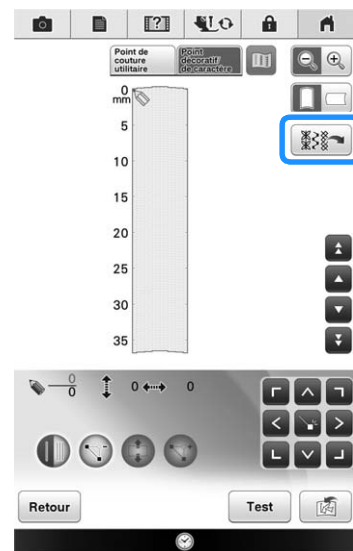 Point de
couture
utilitaire
Point
décoratif
de caractère
0
mm
5
10
15
20
25
30
35
0
0
0
0
Retour
Test